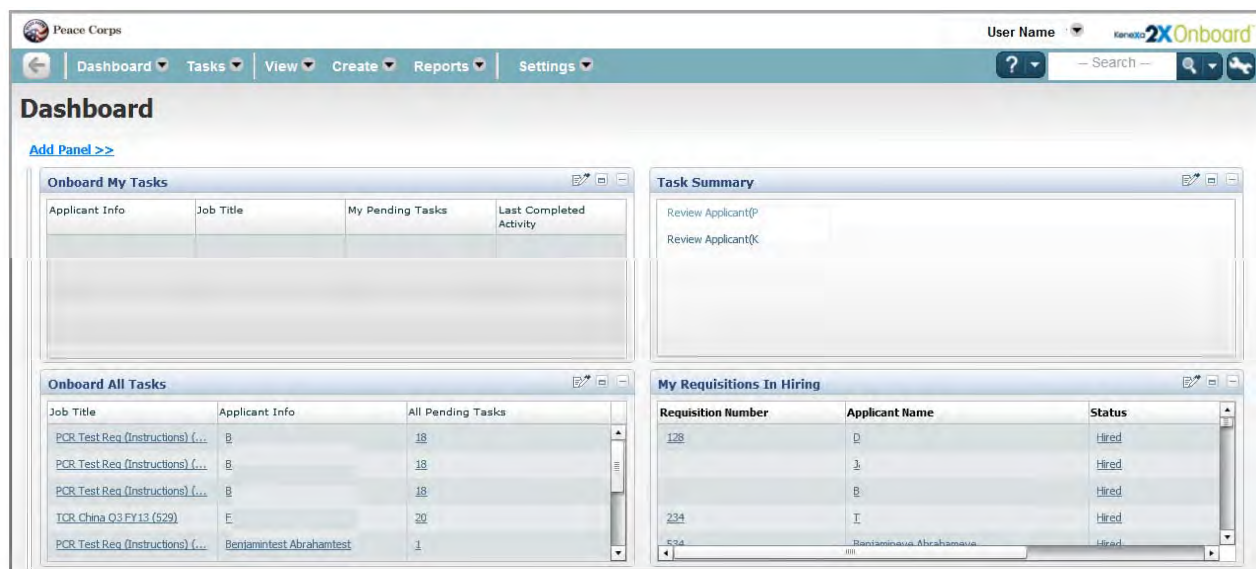 Peace Corps
User Name
Kenexa 2X Onboard
Dashboard Tasks View Create Reports Settings ? -- Search --
Dashboard
Add Panel >>
Onboard My Tasks
Applicant Info Job Title My Pending Tasks Last Completed Activity
Task Summary
Review Applicant(P
Review Applicant(K
Onboard All Tasks
Job Title Applicant Info All Pending Tasks
PCR Test Req (Instructions) (... B 18
PCR Test Req (Instructions) (... B 18
PCR Test Req (Instructions) (... B 18
TCR China Q3 FY13 (529) F 20
PCR Test Req (Instructions) (... Benjamintest Abrahamtest 1
My Requisitions In Hiring
Requisition Number Applicant Name Status
128 D Hired
J. Hired
B Hired
234 T Hired
534 Benjamineve Abrahameve Hired